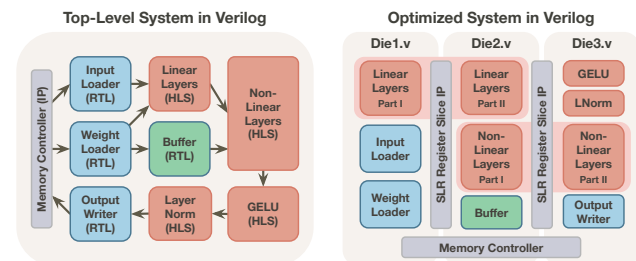 Top-Level System in Verilog
Memory Controller (IP)
Input
Loader
(RTL)
Linear
Layers
(HLS)
Non-
Linear
Layers
(HLS)
Weight
Loader
(RTL)
Buffer
(RTL)
Output
Writer
(RTL)
Layer
Norm
(HLS)
GELU
(HLS)
Optimized System in Verilog
Die1.v
Die2.v
Die3.v
Linear
Layers
Part I
Input
Loader
Weight
Loader
SLR Register Slice IP
Linear
Layers
Part II
Non-
Linear
Layers
Part I
Buffer
SLR Register Slice IP
GELU
LNorm
Non-
Linear
Layers
Part II
Output
Writer
Memory Controller